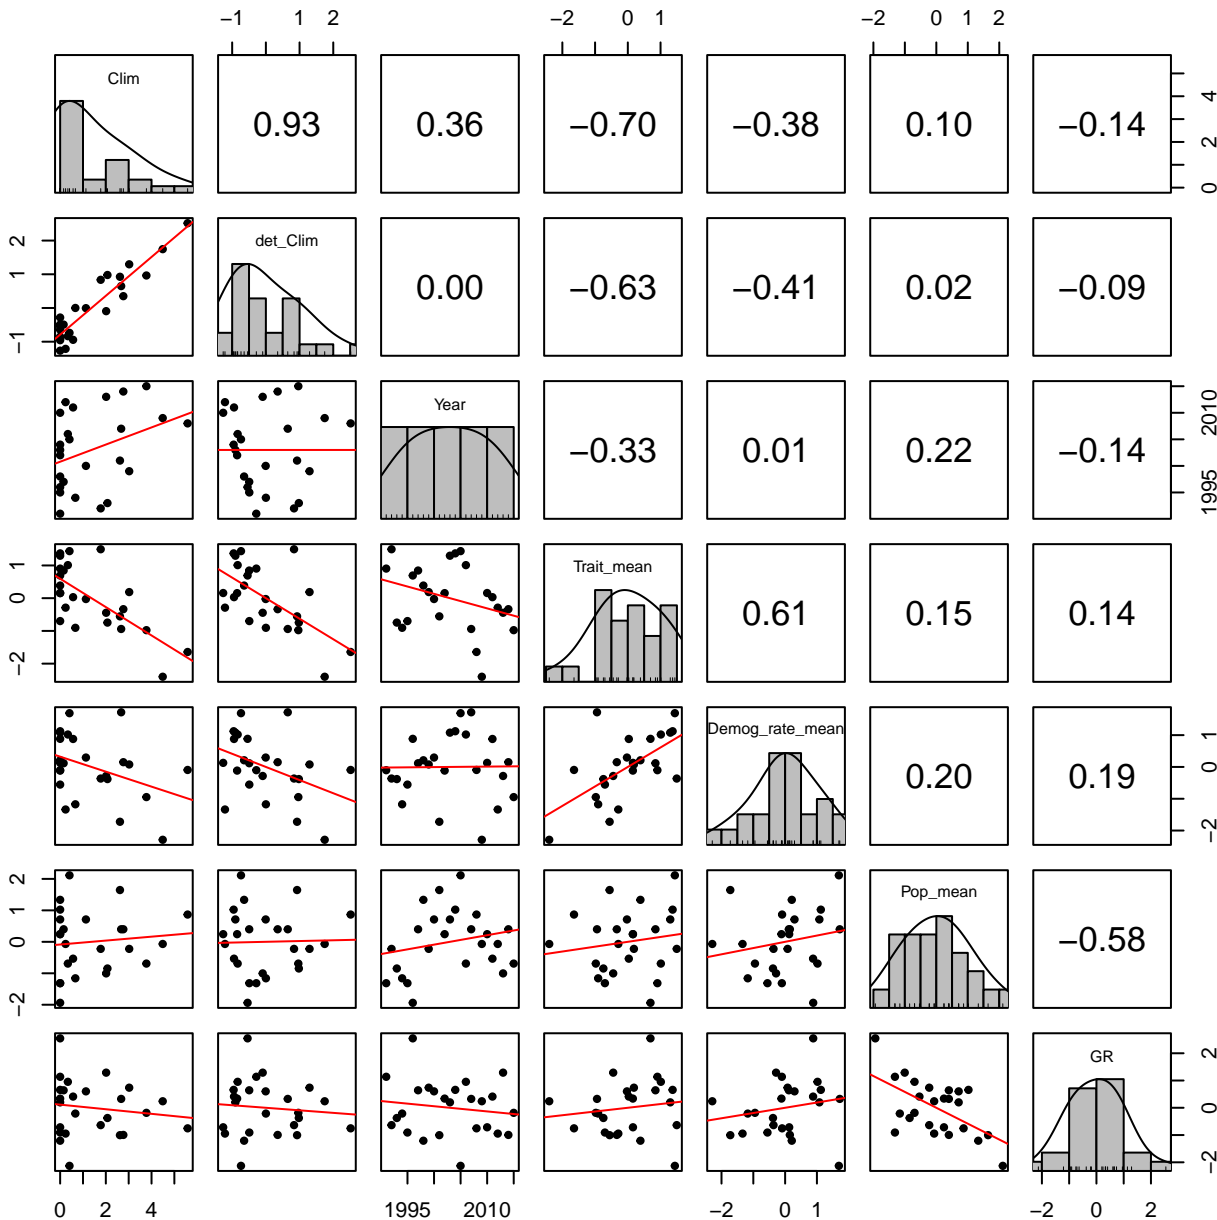 −1 1 2 −2 0 1 −2 0 1 2
Clim 0.93 0.36 −0.70 −0.38 0.10 −0.14 0 2 4
−1 1 2 det_Clim 0.00 −0.63 −0.41 0.02 −0.09
Year −0.33 0.01 0.22 −0.14 1995 2010
−2 0 1 Trait_mean 0.61 0.15 0.14
Demog_rate_mean 0.20 0.19 −2 0 1
−2 0 1 2 Pop_mean −0.58
GR −2 0 2
0 2 4 1995 2010 −2 0 1 −2 0 2